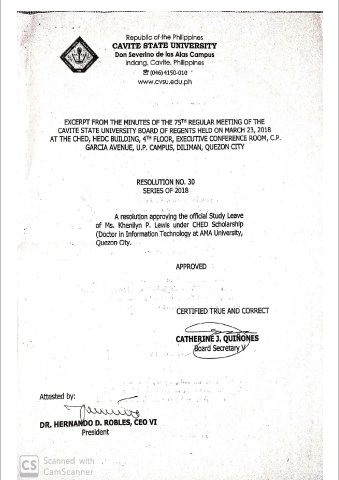 Republic of the Philippines
CAVITE STATE UNIVERSITY
Don Severino de las Alas Campus
Indang, Cavite, Philippines
☎ (046) 4150-010
www.cvsu.edu.ph
EXCERPT FROM THE MINUTES OF THE 75TH REGULAR MEETING OF THE
CAVITE STATE UNIVERSITY BOARD OF REGENTS HELD ON MARCH 23, 2018
AT THE CHED, HEDC BUILDING, 4TH FLOOR, EXECUTIVE CONFERENCE ROOM, C.P.
GARCIA AVENUE, U.P. CAMPUS, DILIMAN, QUEZON CITY
RESOLUTION NO. 30
SERIES OF 2018
A resolution approving the official Study Leave
of Ms. Khenilyn P. Lewis under CHED Scholarship
(Doctor in Information Technology at AMA University,
Quezon City.
APPROVED
CERTIFIED TRUE AND CORRECT
CATHERINE J. QUIÑONES
Board Secretary V
Attested by:
DR. HERNANDO D. ROBLES, CEO VI
President
CS Scanned with
CamScanner